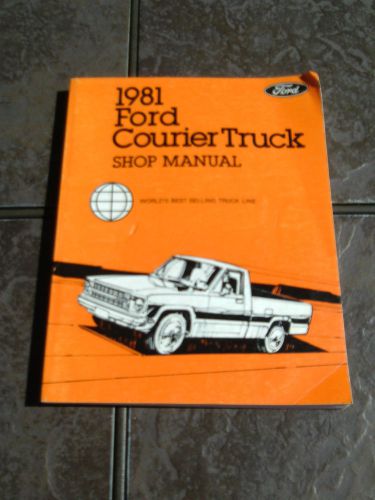 1981
Ford
Ford
Courier Truck
SHOP MANUAL
WORLD'S BEST SELLING TRUCK LINE